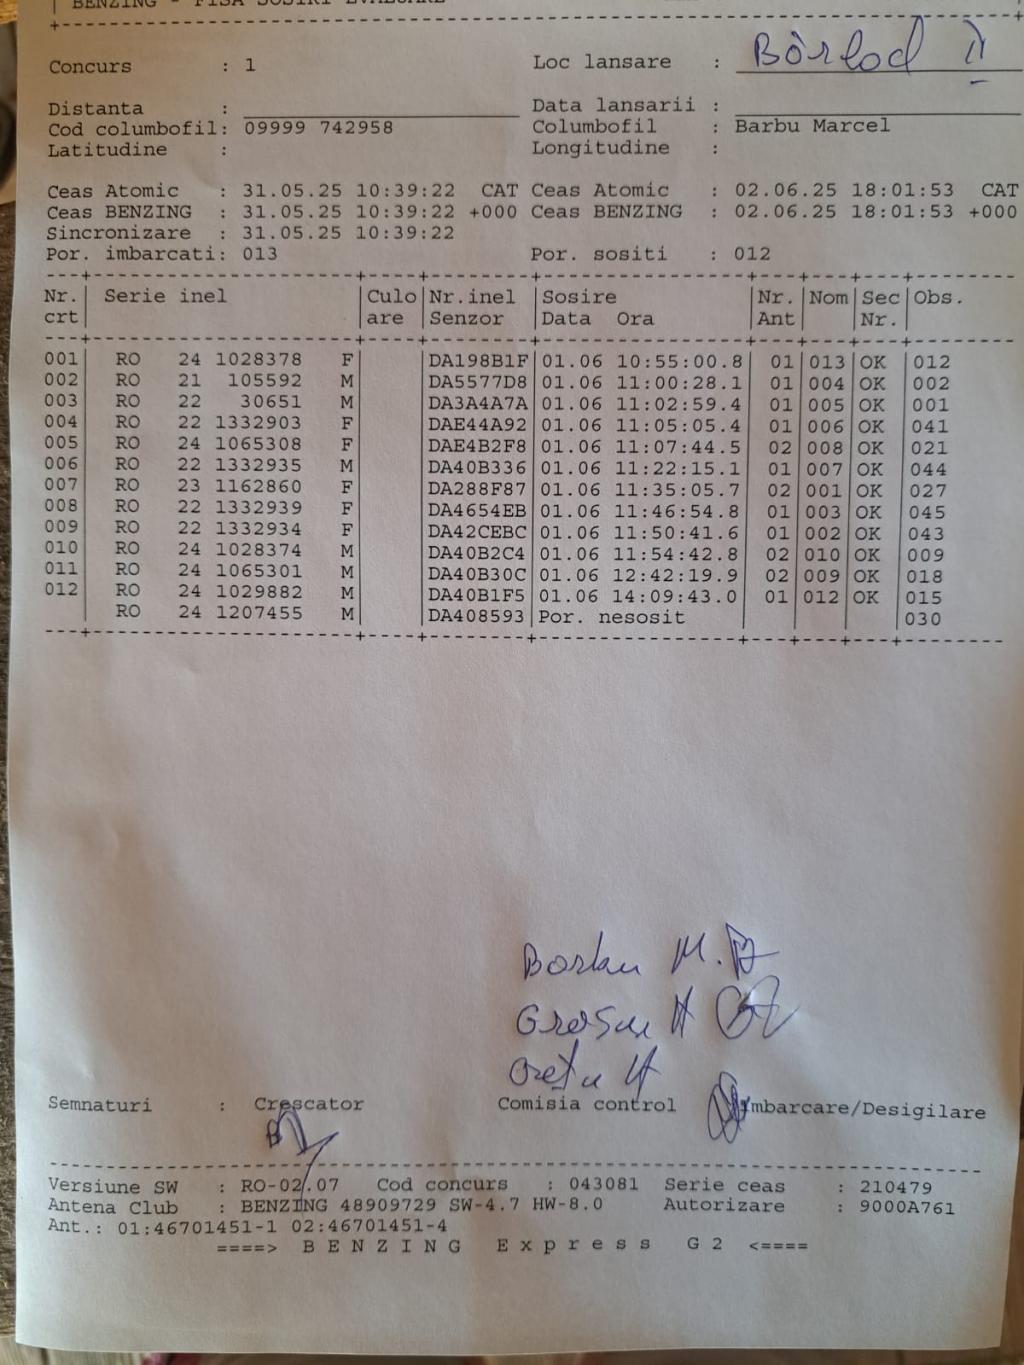 BENZING - FISA SOSIRI EVALUARE
Concurs : 1 Loc lansare : Bârlad II
Distanta : Data lansarii :
Cod columbofil: 09999 742958 Columbofil : Barbu Marcel
Latitudine : Longitudine :
Ceas Atomic : 31.05.25 10:39:22 CAT Ceas Atomic : 02.06.25 18:01:53 CAT
Ceas BENZING : 31.05.25 10:39:22 +000 Ceas BENZING : 02.06.25 18:01:53 +000
Sincronizare : 31.05.25 10:39:22
Por. imbarcati: 013 Por. sositi : 012
Nr. Serie inel Culo Nr.inel Sosire Nr. Nom Sec Obs.
crt are Senzor Data Ora Ant Nr.
001 RO 24 1028378 F DA198B1F 01.06 10:55:00.8 01 013 OK 012
002 RO 21 105592 M DA5577D8 01.06 11:00:28.1 01 004 OK 002
003 RO 22 30651 M DA3A4A7A 01.06 11:02:59.4 01 005 OK 001
004 RO 22 1332903 F DAE44A92 01.06 11:05:05.4 01 006 OK 041
005 RO 24 1065308 F DAE4B2F8 01.06 11:07:44.5 02 008 OK 021
006 RO 22 1332935 M DA40B336 01.06 11:22:15.1 01 007 OK 044
007 RO 23 1162860 F DA288F87 01.06 11:35:05.7 02 001 OK 027
008 RO 22 1332939 F DA4654EB 01.06 11:46:54.8 01 003 OK 045
009 RO 22 1332934 F DA42CEBC 01.06 11:50:41.6 01 002 OK 043
010 RO 24 1028374 M DA40B2C4 01.06 11:54:42.8 02 010 OK 009
011 RO 24 1065301 M DA40B30C 01.06 12:42:19.9 02 009 OK 018
012 RO 24 1029882 M DA40B1F5 01.06 14:09:43.0 01 012 OK 015
RO 24 1207455 M DA408593 Por. nesosit 030
Barbu M.
Grosu A
Crețu A
Semnaturi : Crescator Comisia control Imbarcare/Desigilare
Versiune SW : RO-02.07 Cod concurs : 043081 Serie ceas : 210479
Antena Club : BENZING 48909729 SW-4.7 HW-8.0 Autorizare : 9000A761
Ant.: 01:46701451-1 02:46701451-4
====> BENZING Express G2 <====